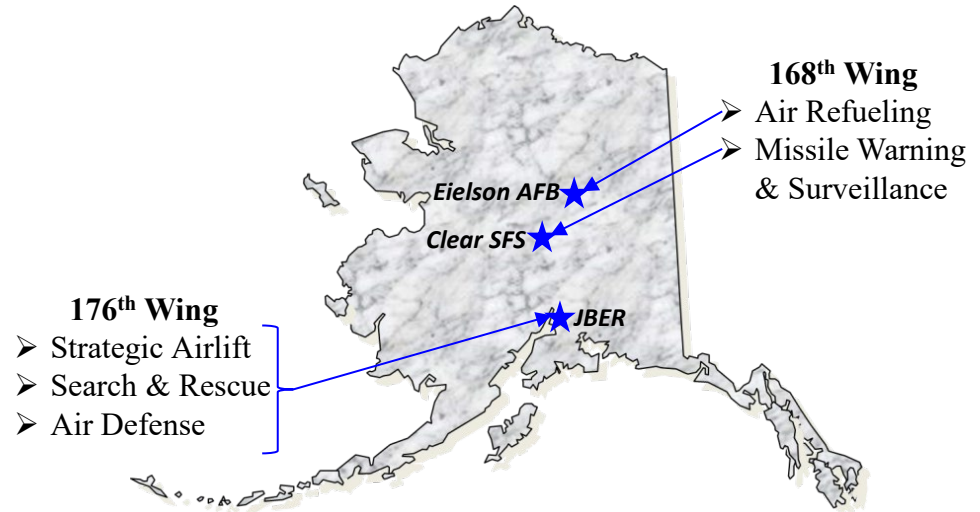 168th Wing
➢ Air Refueling
➢ Missile Warning
& Surveillance
Eielson AFB
Clear SFS
JBER
176th Wing
➢ Strategic Airlift
➢ Search & Rescue
➢ Air Defense